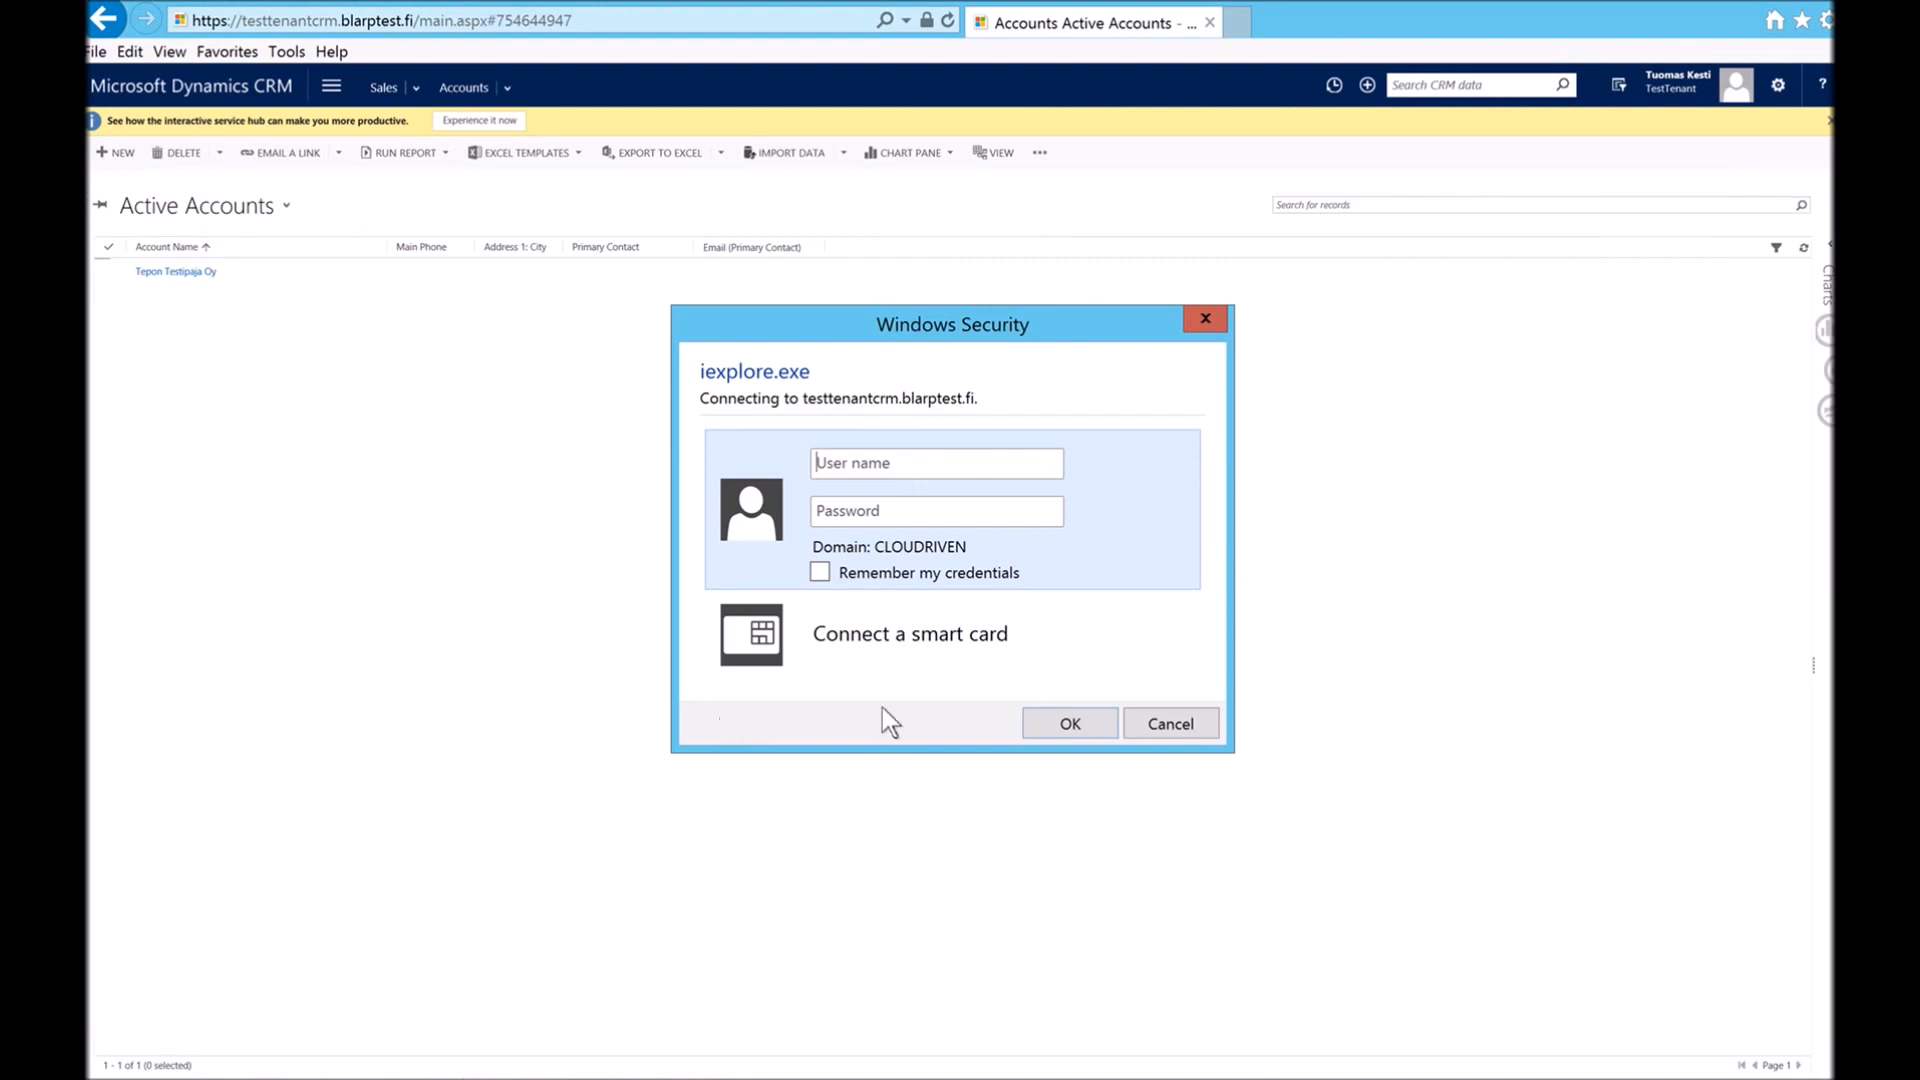 https://testtenantcrm.blarptest.fi/main.aspx#754644947
Accounts Active Accounts - ...
File Edit View Favorites Tools Help
Microsoft Dynamics CRM Sales Accounts Search CRM data Tuomas Kesti
TestTenant ?
See how the interactive service hub can make you more productive. Experience it now
NEW DELETE EMAIL A LINK RUN REPORT EXCEL TEMPLATES EXPORT TO EXCEL IMPORT DATA CHART PANE VIEW ...
Active Accounts
Search for records
Account Name Main Phone Address 1: City Primary Contact Email (Primary Contact)
Tepon Testipaja Oy
Charts
Windows Security
iexplore.exe
Connecting to testtenantcrm.blarptest.fi.
User name
Password
Domain: CLOUDRIVEN
Remember my credentials
Connect a smart card
OK Cancel
1 - 1 of 1 (0 selected)
Page 1